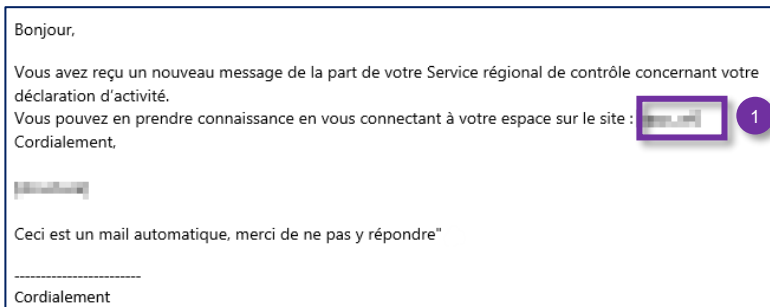 Bonjour,
Vous avez reçu un nouveau message de la part de votre Service régional de contrôle concernant votre
déclaration d'activité.
Vous pouvez en prendre connaissance en vous connectant à votre espace sur le site :
1
Cordialement,
Ceci est un mail automatique, merci de ne pas y répondre"
------------------------
Cordialement